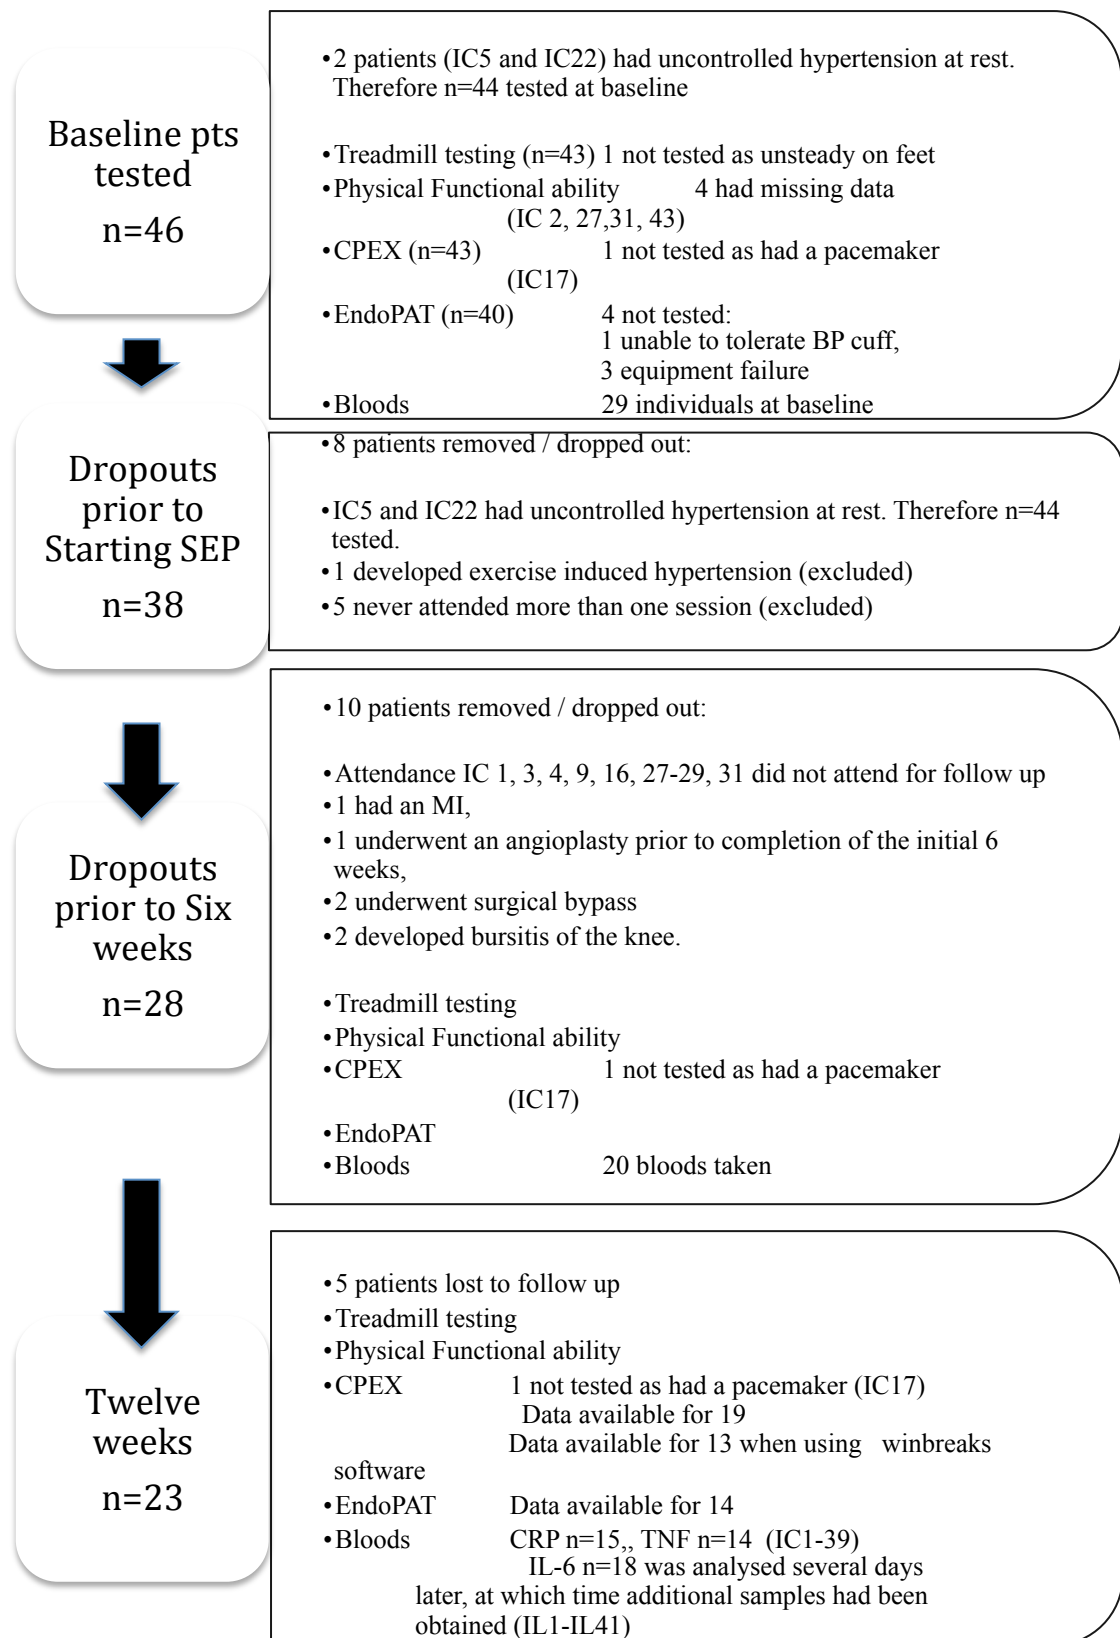 Baseline pts
tested
n=46
•2 patients (IC5 and IC22) had uncontrolled hypertension at rest.
Therefore n=44 tested at baseline
•Treadmill testing (n=43) 1 not tested as unsteady on feet
•Physical Functional ability 4 had missing data
(IC 2, 27,31, 43)
•CPEX (n=43) 1 not tested as had a pacemaker
(IC17)
•EndoPAT (n=40) 4 not tested:
1 unable to tolerate BP cuff,
3 equipment failure
•Bloods 29 individuals at baseline
Dropouts
prior to
Starting SEP
n=38
•8 patients removed / dropped out:
•IC5 and IC22 had uncontrolled hypertension at rest. Therefore n=44
tested.
•1 developed exercise induced hypertension (excluded)
•5 never attended more than one session (excluded)
Dropouts
prior to Six
weeks
n=28
•10 patients removed / dropped out:
•Attendance IC 1, 3, 4, 9, 16, 27-29, 31 did not attend for follow up
•1 had an MI,
•1 underwent an angioplasty prior to completion of the initial 6
weeks,
•2 underwent surgical bypass
•2 developed bursitis of the knee.
•Treadmill testing
•Physical Functional ability
•CPEX 1 not tested as had a pacemaker
(IC17)
•EndoPAT
•Bloods 20 bloods taken
Twelve
weeks
n=23
•5 patients lost to follow up
•Treadmill testing
•Physical Functional ability
•CPEX 1 not tested as had a pacemaker (IC17)
Data available for 19
Data available for 13 when using winbreaks
software
•EndoPAT Data available for 14
•Bloods CRP n=15,, TNF n=14 (IC1-39)
IL-6 n=18 was analysed several days
later, at which time additional samples had been
obtained (IL1-IL41)